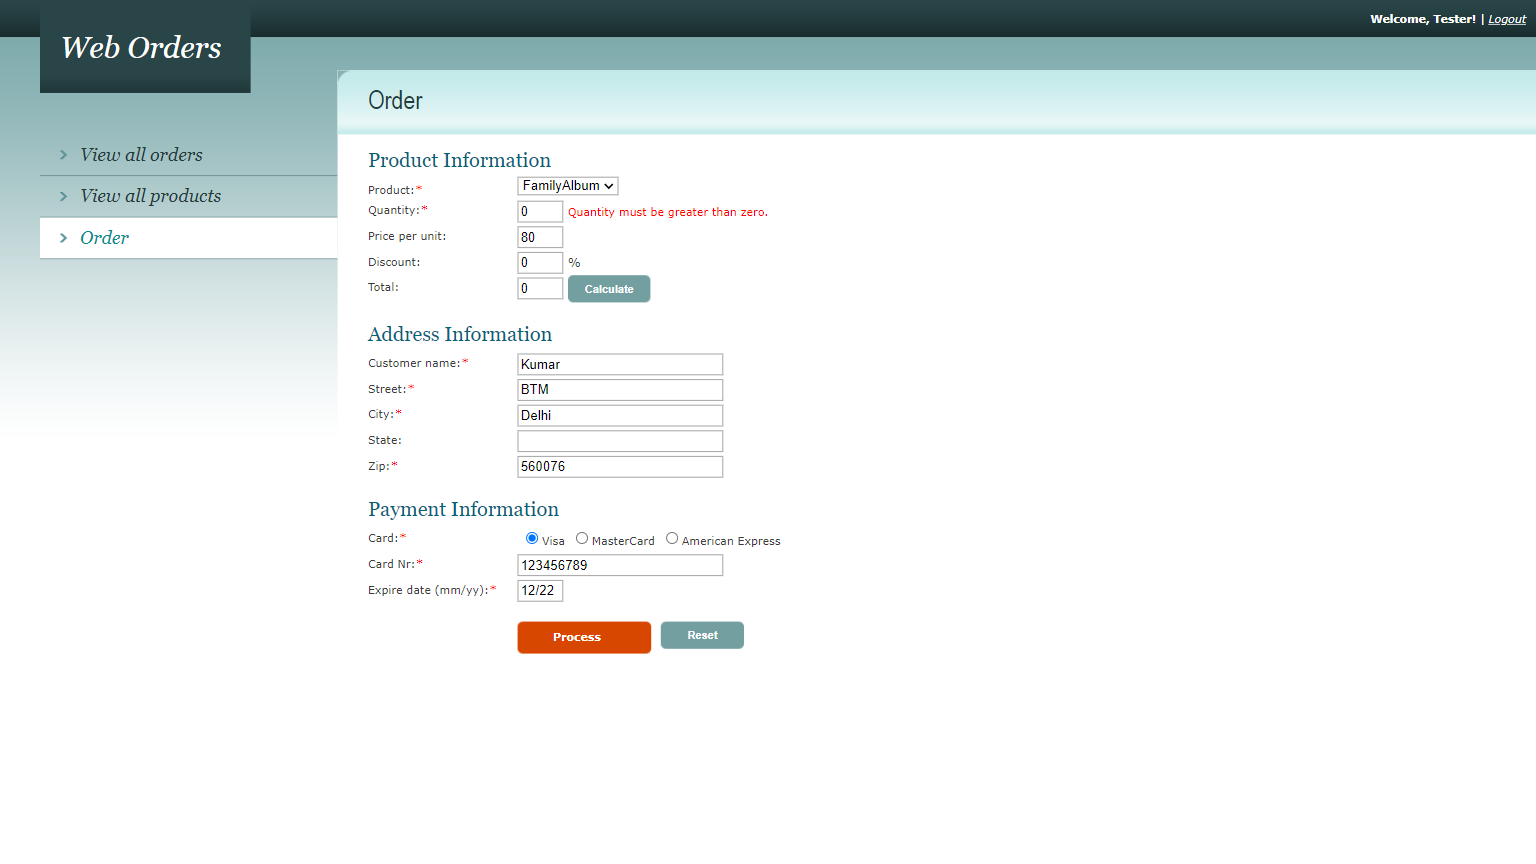 Welcome, Tester! | Logout
Web Orders
View all orders
View all products
Order
Order
Product Information
Product:* FamilyAlbum
Quantity:* 0 Quantity must be greater than zero.
Price per unit: 80
Discount: 0 %
Total: 0 Calculate
Address Information
Customer name:* Kumar
Street:* BTM
City:* Delhi
State:
Zip:* 560076
Payment Information
Card:* Visa MasterCard American Express
Card Nr:* 123456789
Expire date (mm/yy):* 12/22
Process Reset